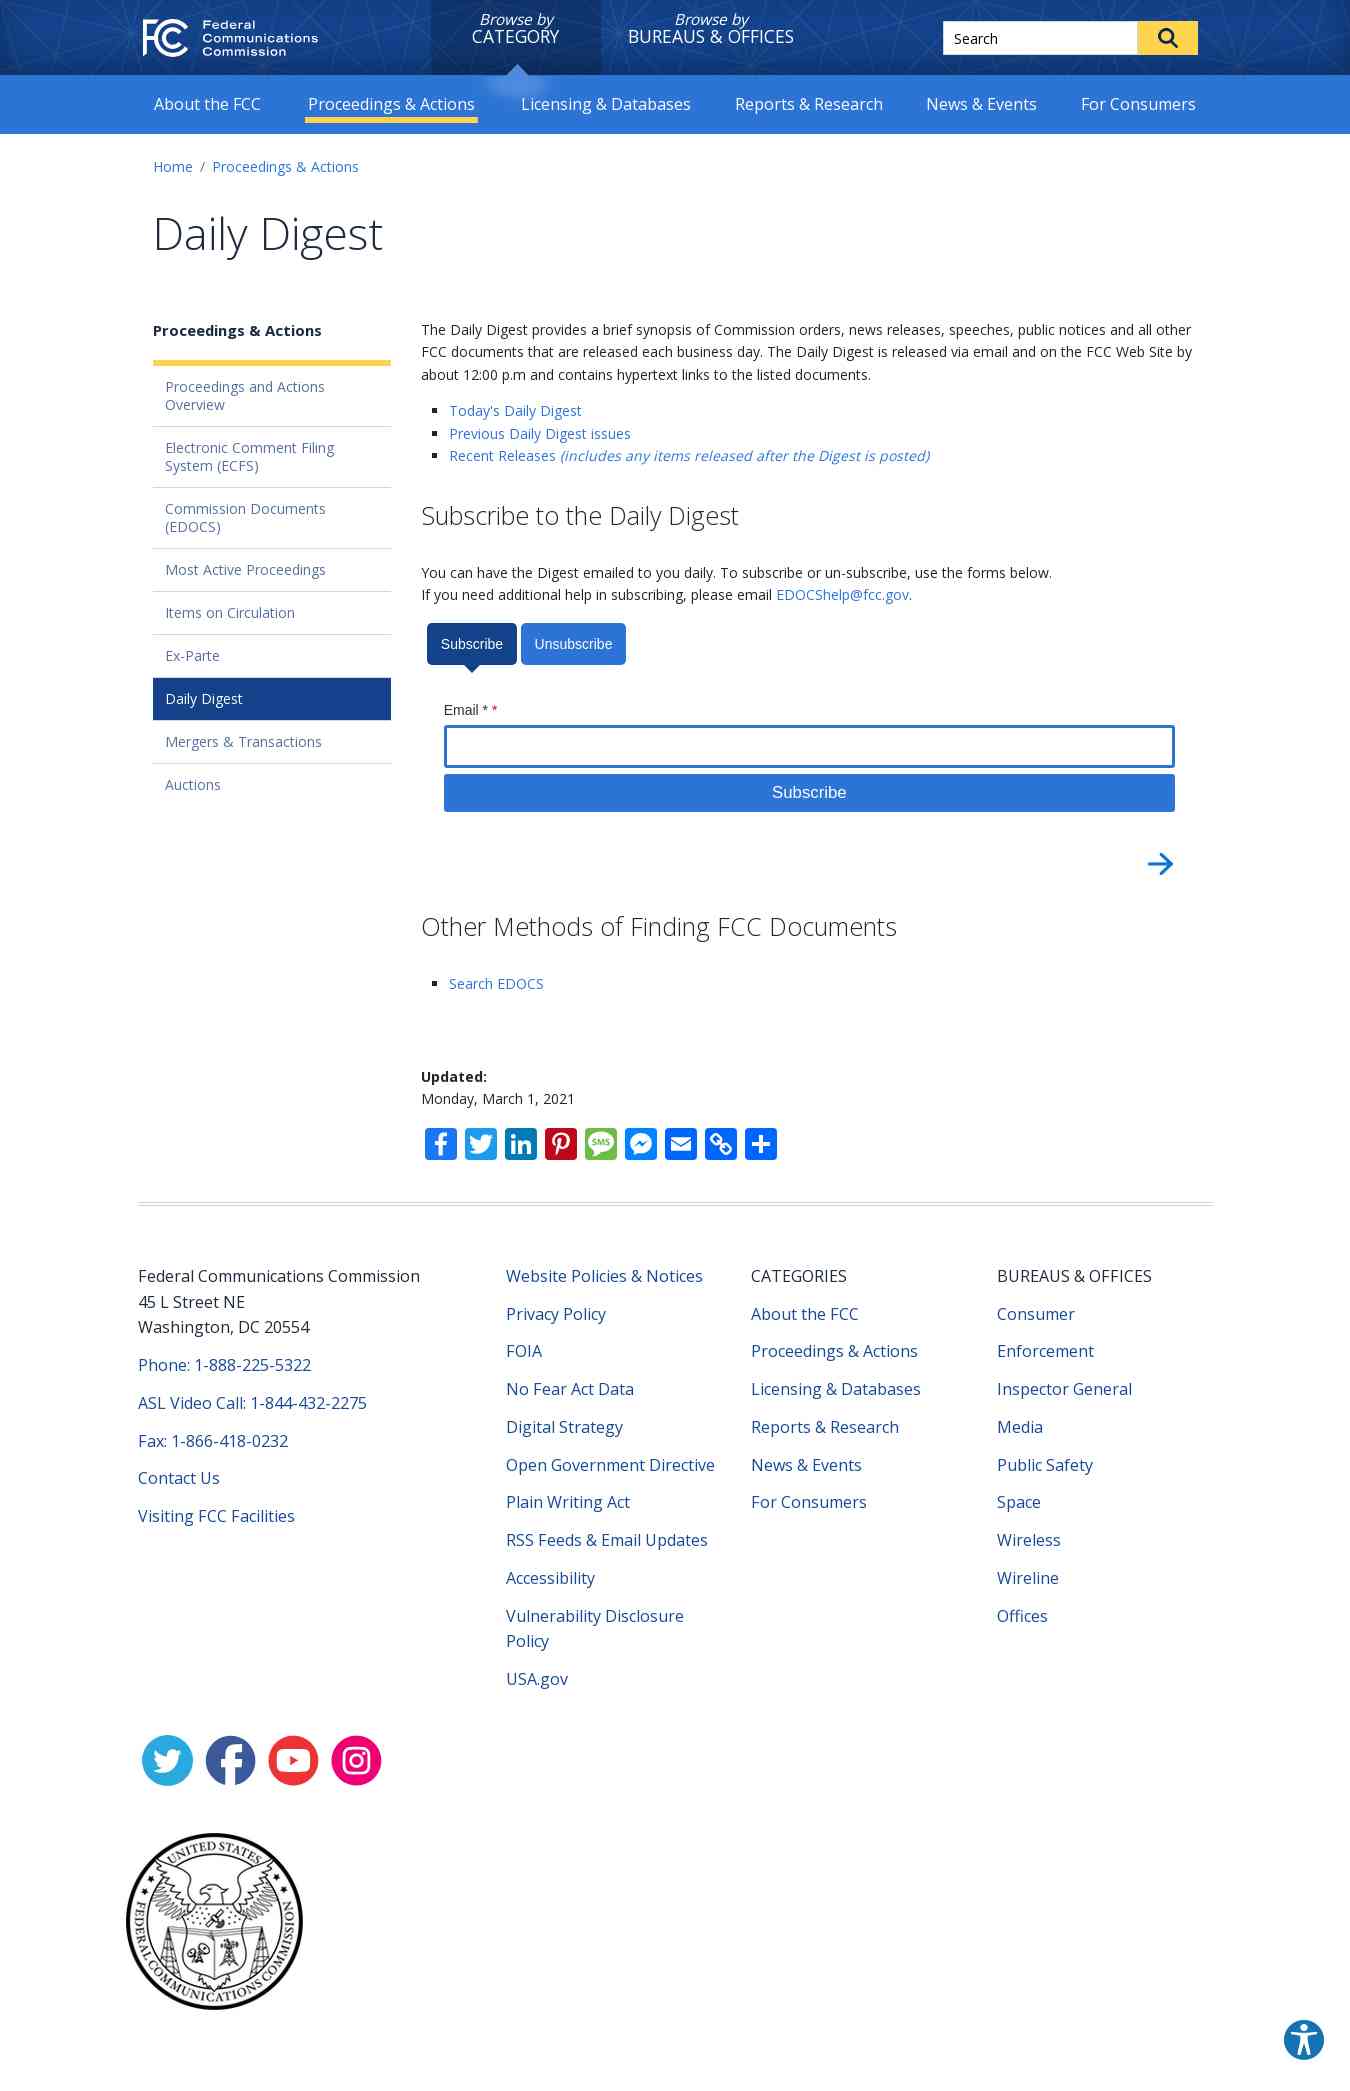 FCC
Federal
Communications
Commission
Browse by
CATEGORY
Browse by
BUREAUS & OFFICES
Search
About the FCC
Proceedings & Actions
Licensing & Databases
Reports & Research
News & Events
For Consumers
Home / Proceedings & Actions
Daily Digest
Proceedings & Actions
Proceedings and Actions
Overview
Electronic Comment Filing
System (ECFS)
Commission Documents
(EDOCS)
Most Active Proceedings
Items on Circulation
Ex-Parte
Daily Digest
Mergers & Transactions
Auctions
The Daily Digest provides a brief synopsis of Commission orders, news releases, speeches, public notices and all other
FCC documents that are released each business day. The Daily Digest is released via email and on the FCC Web Site by
about 12:00 p.m and contains hypertext links to the listed documents.
Today's Daily Digest
Previous Daily Digest issues
Recent Releases (includes any items released after the Digest is posted)
Subscribe to the Daily Digest
You can have the Digest emailed to you daily. To subscribe or un-subscribe, use the forms below.
If you need additional help in subscribing, please email EDOCShelp@fcc.gov.
Subscribe
Unsubscribe
Email * *
Subscribe
Other Methods of Finding FCC Documents
Search EDOCS
Updated:
Monday, March 1, 2021
SMS
Federal Communications Commission
45 L Street NE
Washington, DC 20554
Phone: 1-888-225-5322
ASL Video Call: 1-844-432-2275
Fax: 1-866-418-0232
Contact Us
Visiting FCC Facilities
Website Policies & Notices
Privacy Policy
FOIA
No Fear Act Data
Digital Strategy
Open Government Directive
Plain Writing Act
RSS Feeds & Email Updates
Accessibility
Vulnerability Disclosure
Policy
USA.gov
CATEGORIES
About the FCC
Proceedings & Actions
Licensing & Databases
Reports & Research
News & Events
For Consumers
BUREAUS & OFFICES
Consumer
Enforcement
Inspector General
Media
Public Safety
Space
Wireless
Wireline
Offices
UNITED STATES
FEDERAL COMMUNICATIONS COMMISSION